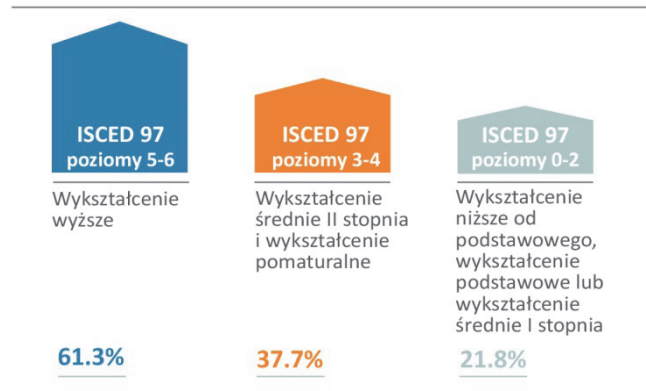 ISCED 97
poziomy 5-6
Wykształcenie
wyższe
61.3%
ISCED 97
poziomy 3-4
Wykształcenie
średnie II stopnia
i wykształcenie
pomaturalne
37.7%
ISCED 97
poziomy 0-2
Wykształcenie
niższe od
podstawowego,
wykształcenie
podstawowe lub
wykształcenie
średnie I stopnia
21.8%